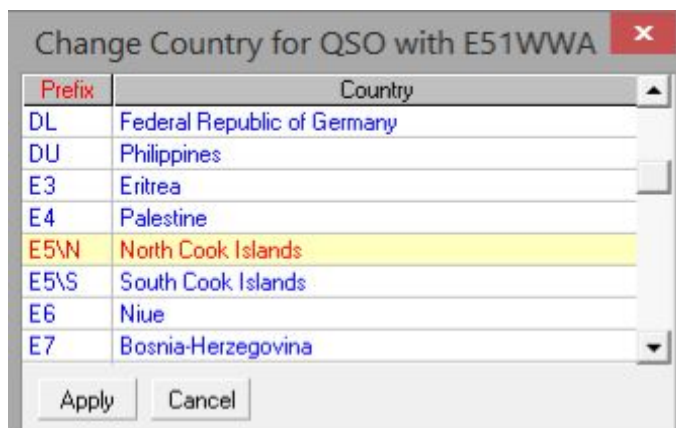 Change Country for QSO with E51WWA
Prefix Country
DL Federal Republic of Germany
DU Philippines
E3 Eritrea
E4 Palestine
E5\N North Cook Islands
E5\S South Cook Islands
E6 Niue
E7 Bosnia-Herzegovina
Apply Cancel